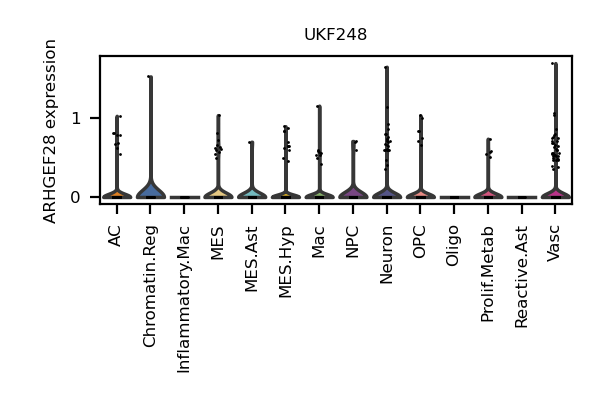 UKF248
ARHGEF28 expression
1
0
AC
Chromatin.Reg
Inflammatory.Mac
MES
MES.Ast
MES.Hyp
Mac
NPC
Neuron
OPC
Oligo
Prolif.Metab
Reactive.Ast
Vasc